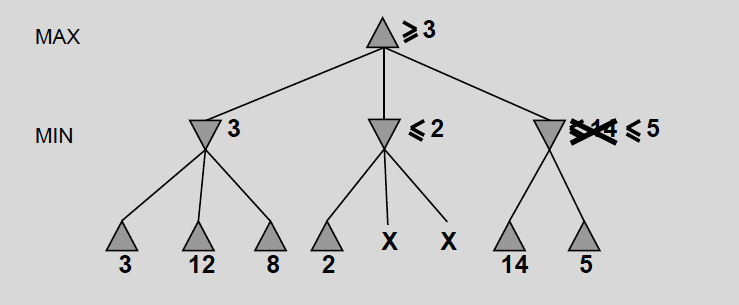 MAX ⩾ 3
MIN 3 ⩽ 2 ⩽ 14 ⩽ 5
X X
3 12 8 2 14 5